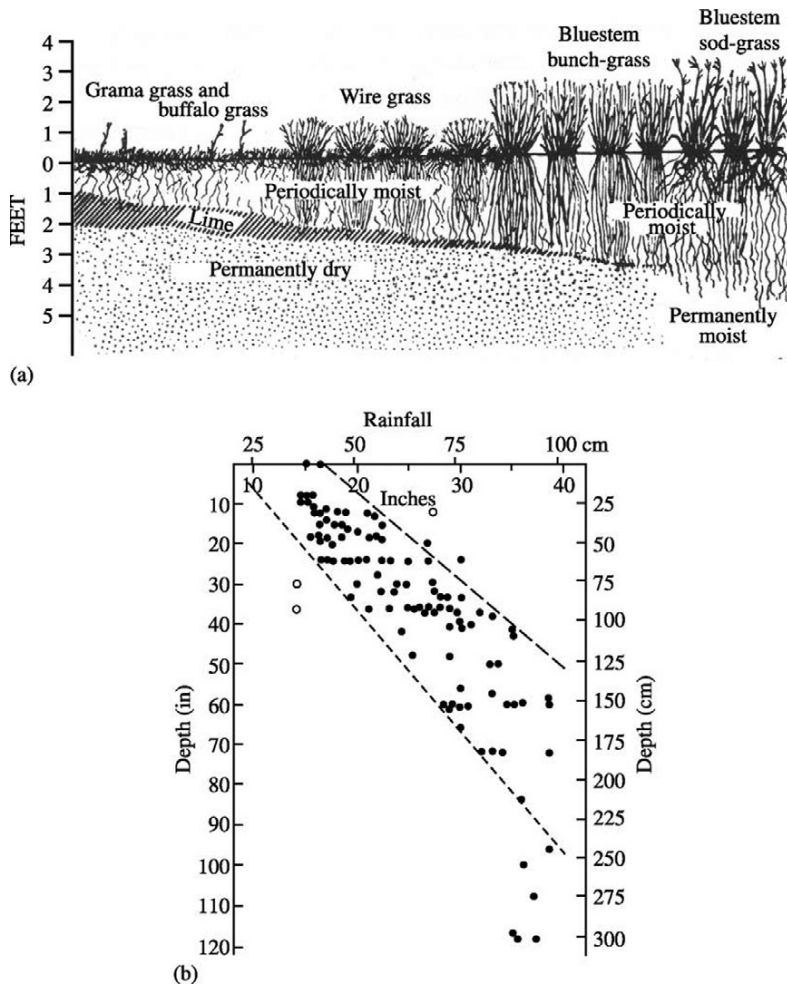 Bluestem
sod-grass
Bluestem
bunch-grass
Grama grass and
buffalo grass
Wire grass
4
3
2
1
0
1
2
3
4
5
FEET
Periodically moist
Periodically
moist
Lime
Permanently dry
Permanently
moist
(a)
Rainfall
25 50 75 100 cm
10 20 30 40
Inches
10
20
30
40
50
60
70
80
90
100
110
120
Depth (in)
25
50
75
100
125
150
175
200
225
250
275
300
Depth (cm)
(b)